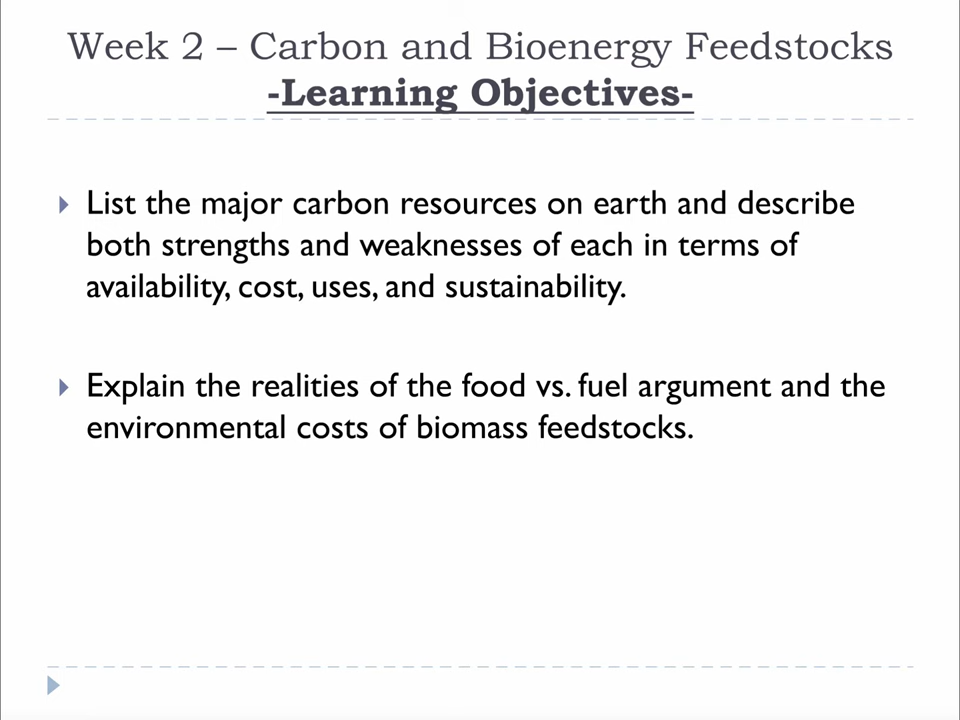 Week 2 – Carbon and Bioenergy Feedstocks
-Learning Objectives-
List the major carbon resources on earth and describe
both strengths and weaknesses of each in terms of
availability, cost, uses, and sustainability.
Explain the realities of the food vs. fuel argument and the
environmental costs of biomass feedstocks.